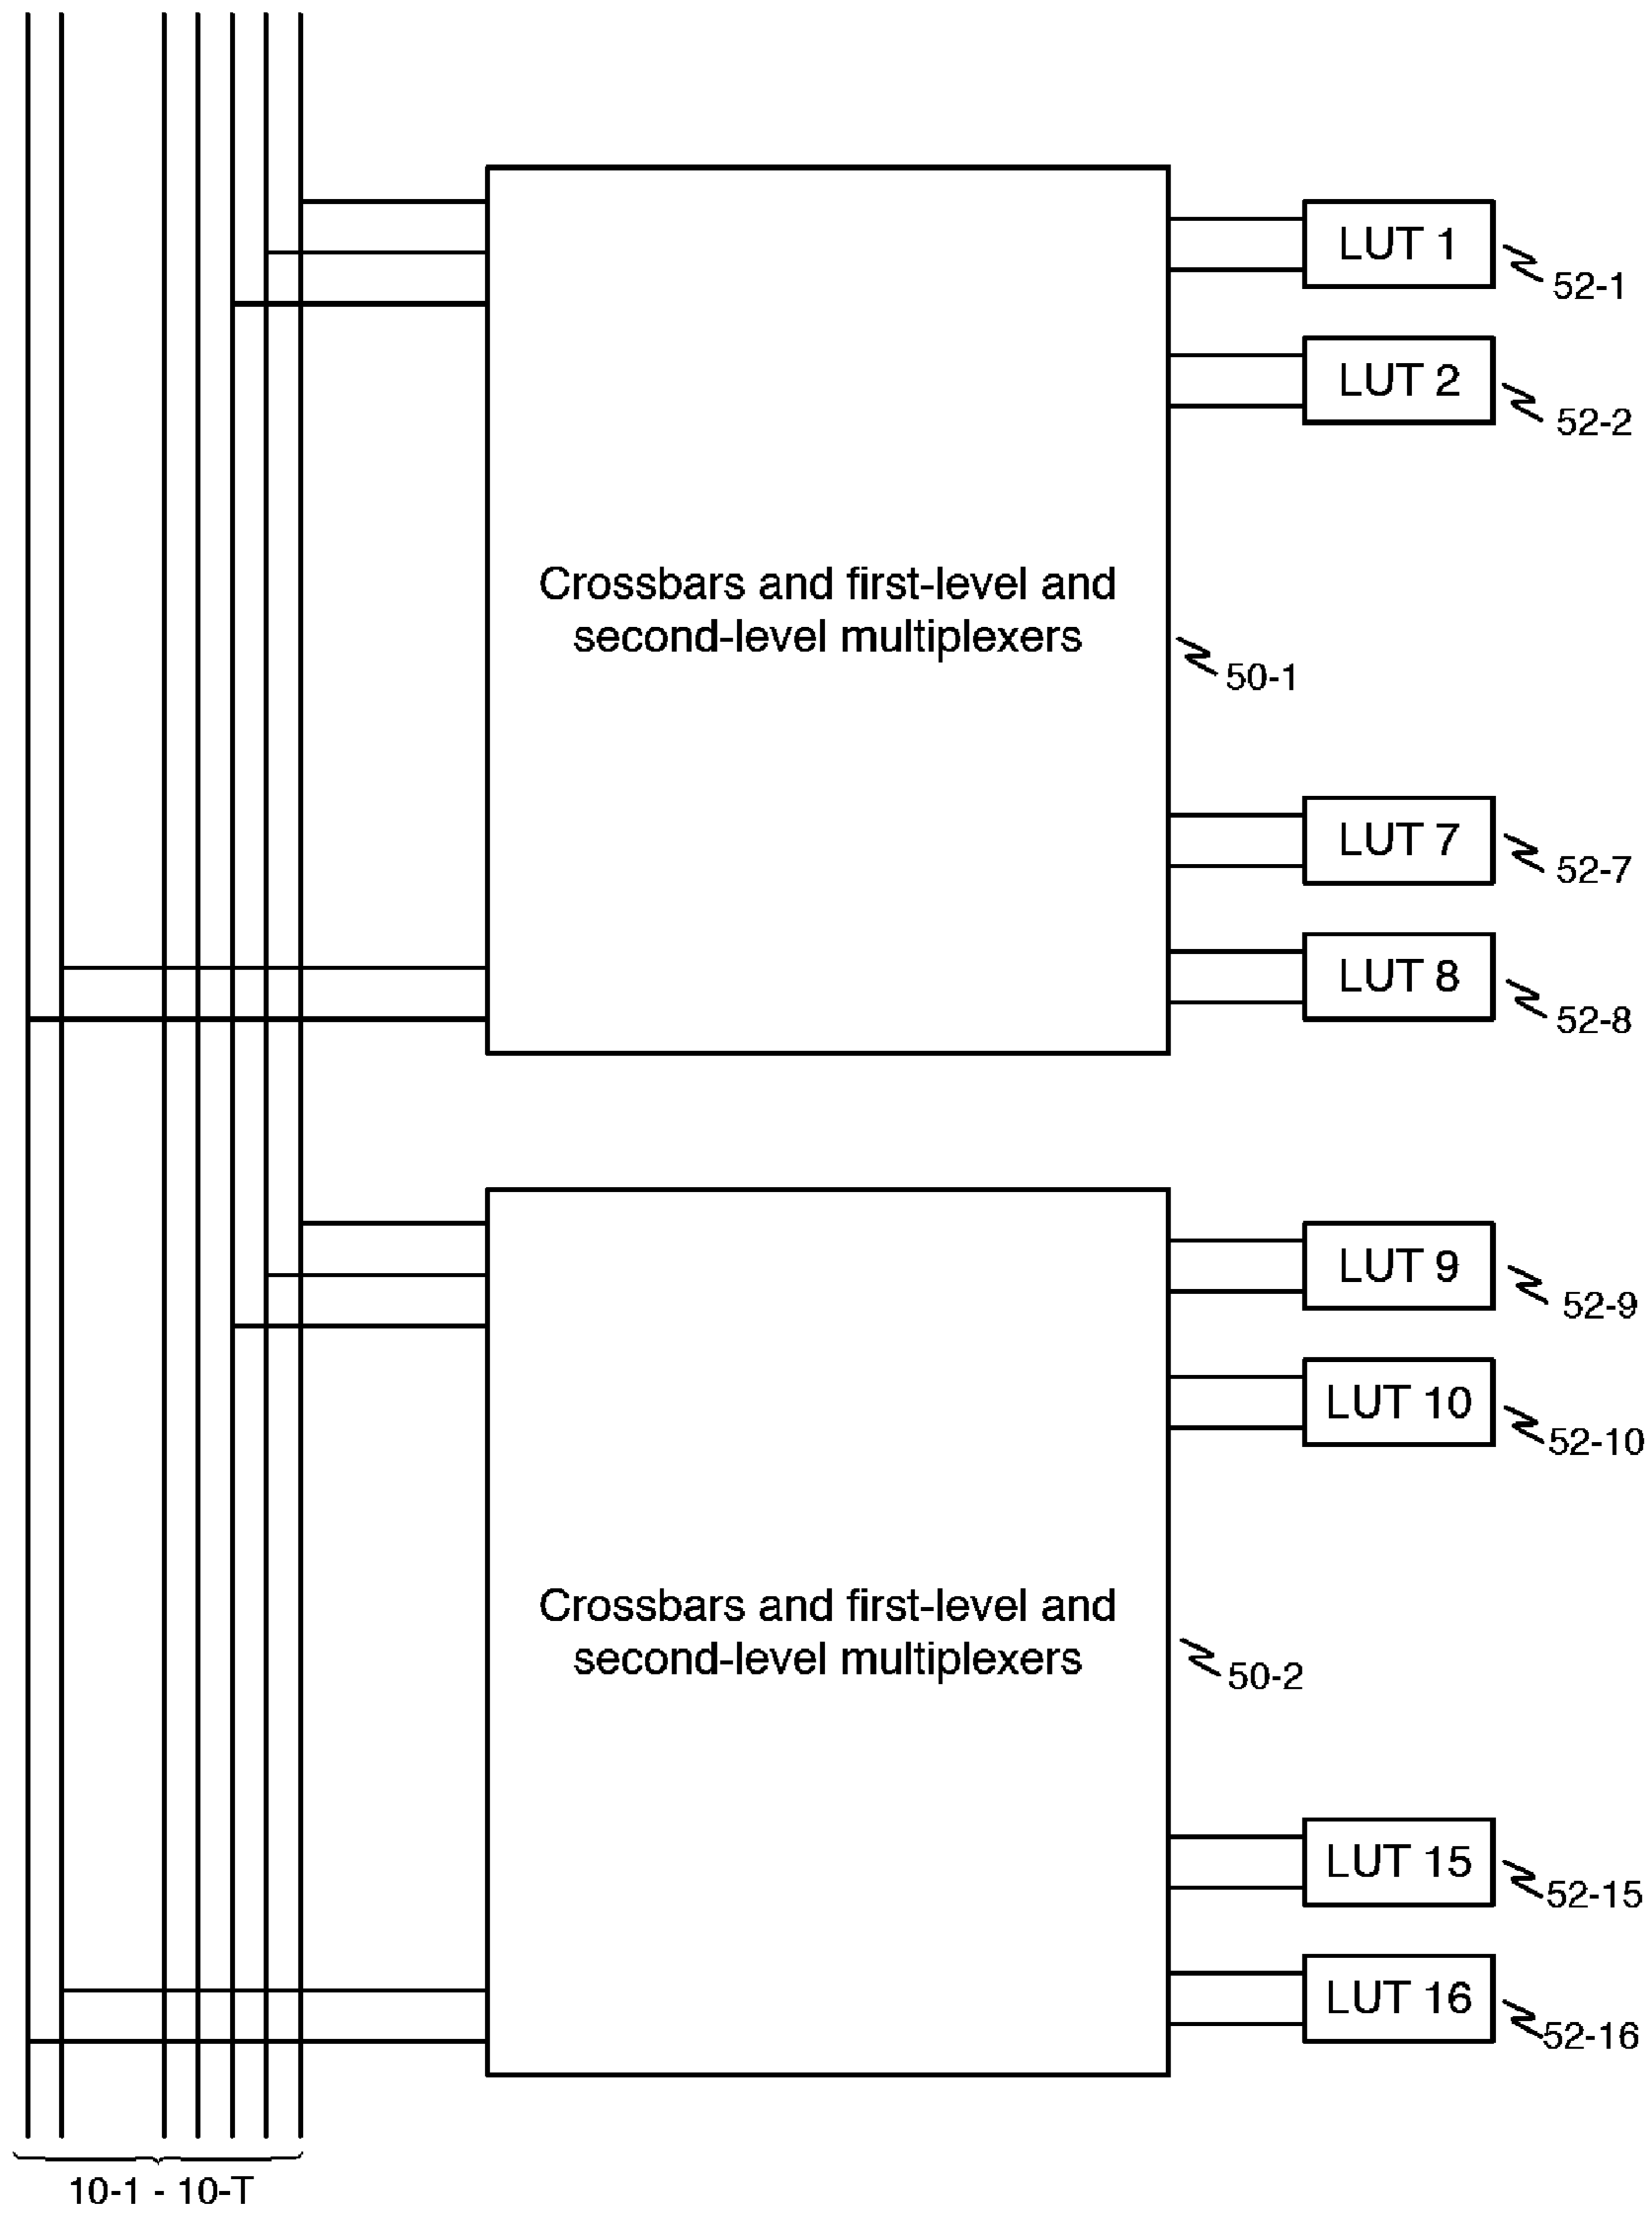 LUT 1
52-1
LUT 2
52-2
Crossbars and first-level and
second-level multiplexers
50-1
LUT 7
52-7
LUT 8
52-8
LUT 9
52-9
LUT 10
52-10
Crossbars and first-level and
second-level multiplexers
50-2
LUT 15
52-15
LUT 16
52-16
10-1 - 10-T